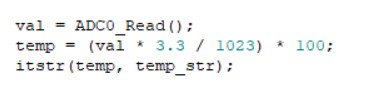 val = ADC0_Read();
temp = (val * 3.3 / 1023) * 100;
itstr(temp, temp_str);